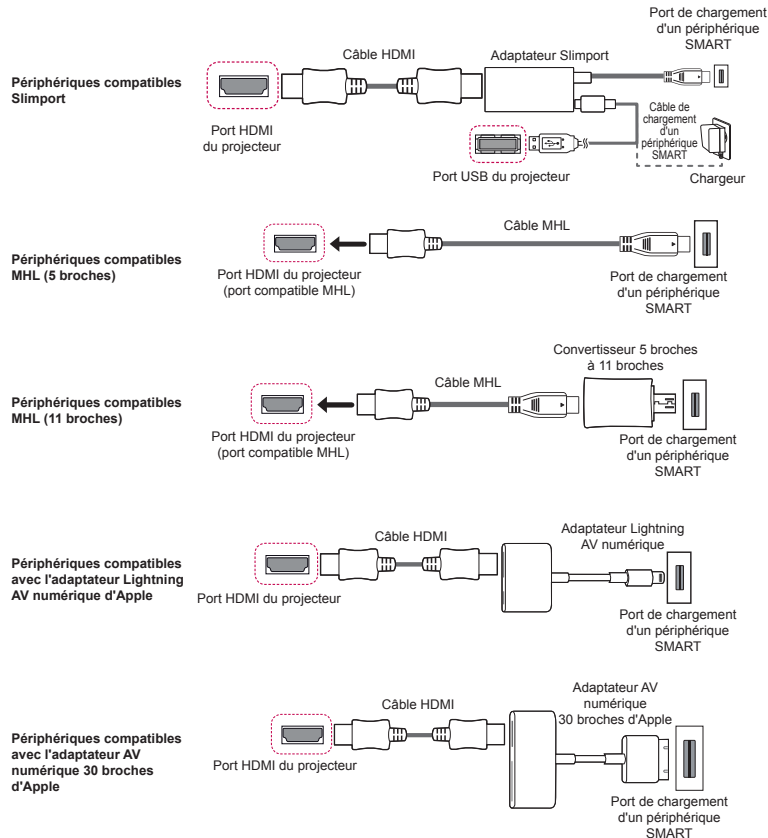 Port de chargement
d'un périphérique
SMART
Câble HDMI
Adaptateur Slimport
Périphériques compatibles
Slimport
Port HDMI
du projecteur
Câble de
chargement
d'un
périphérique
SMART
Port USB du projecteur
Chargeur
Câble MHL
Périphériques compatibles
MHL (5 broches)
Port HDMI du projecteur
(port compatible MHL)
Port de chargement
d'un périphérique
SMART
Convertisseur 5 broches
à 11 broches
Câble MHL
Périphériques compatibles
MHL (11 broches)
Port HDMI du projecteur
(port compatible MHL)
Port de chargement
d'un périphérique
SMART
Adaptateur Lightning
AV numérique
Câble HDMI
Périphériques compatibles
avec l'adaptateur Lightning
AV numérique d'Apple
Port HDMI du projecteur
Port de chargement
d'un périphérique
SMART
Adaptateur AV
numérique
30 broches d'Apple
Câble HDMI
Périphériques compatibles
avec l'adaptateur AV
numérique 30 broches
d'Apple
Port HDMI du projecteur
Port de chargement
d'un périphérique
SMART